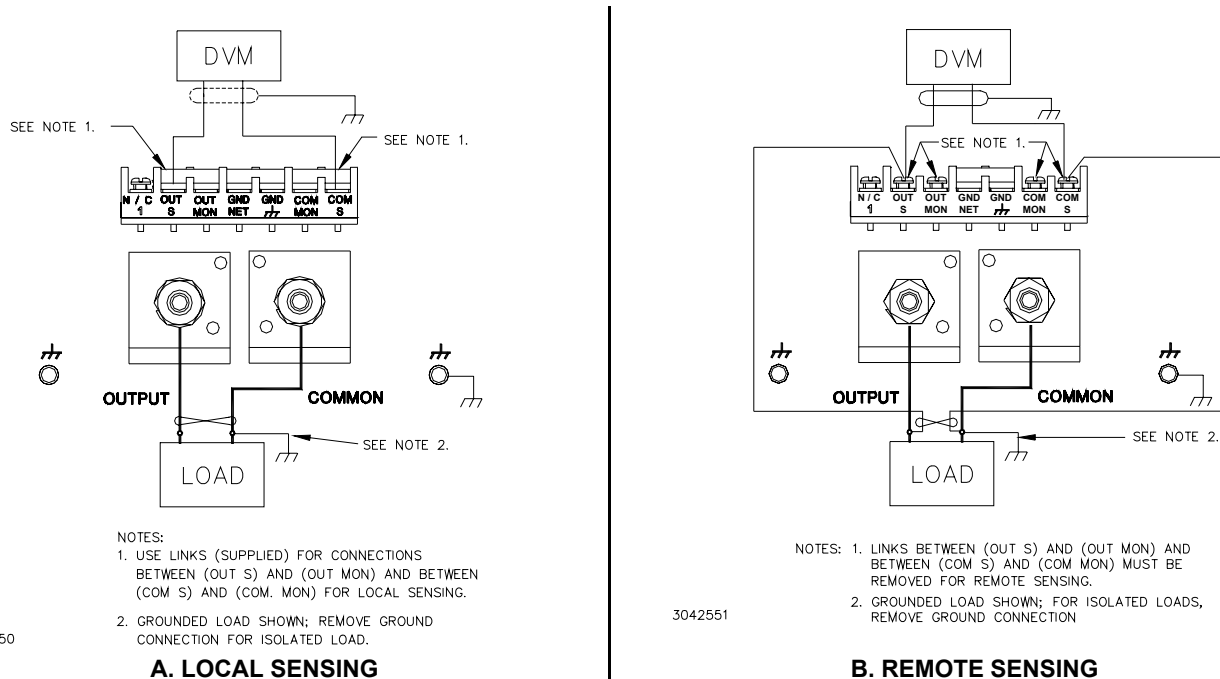 DVM
SEE NOTE 1.
SEE NOTE 1.
N / C OUT OUT GND GND COM COM
1 S MON NET MON S
OUTPUT
COMMON
SEE NOTE 2.
LOAD
NOTES:
1. USE LINKS (SUPPLIED) FOR CONNECTIONS
BETWEEN (OUT S) AND (OUT MON) AND BETWEEN
(COM S) AND (COM. MON) FOR LOCAL SENSING.
2. GROUNDED LOAD SHOWN; REMOVE GROUND
CONNECTION FOR ISOLATED LOAD.
50
A. LOCAL SENSING
DVM
SEE NOTE 1.
N / C OUT OUT GND GND COM COM
1 S MON NET MON S
OUTPUT
COMMON
SEE NOTE 2.
LOAD
NOTES: 1. LINKS BETWEEN (OUT S) AND (OUT MON) AND
BETWEEN (COM S) AND (COM MON) MUST BE
REMOVED FOR REMOTE SENSING.
2. GROUNDED LOAD SHOWN; FOR ISOLATED LOADS,
REMOVE GROUND CONNECTION
3042551
B. REMOTE SENSING